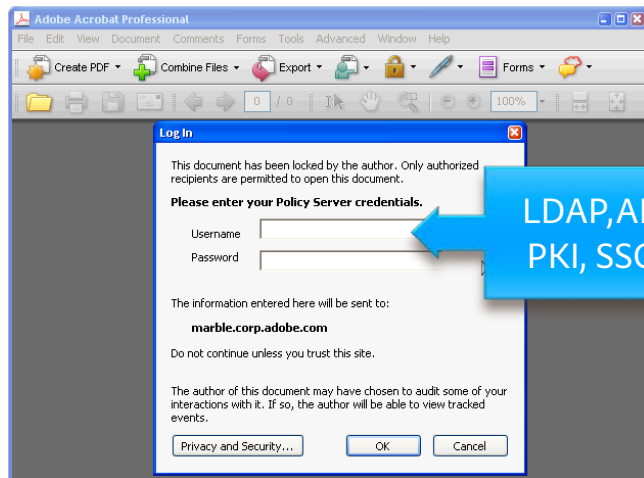 Adobe Acrobat Professional
File Edit View Document Comments Forms Tools Advanced Window Help
Create PDF Combine Files Export Forms
0 / 0 100%
Log In
This document has been locked by the author. Only authorized
recipients are permitted to open this document.
Please enter your Policy Server credentials.
Username
Password
LDAP,
PKI,
The information entered here will be sent to:
marble.corp.adobe.com
Do not continue unless you trust this site.
The author of this document may have chosen to audit some of your
interactions with it. If so, the author will be able to view tracked
events.
Privacy and Security... OK Cancel